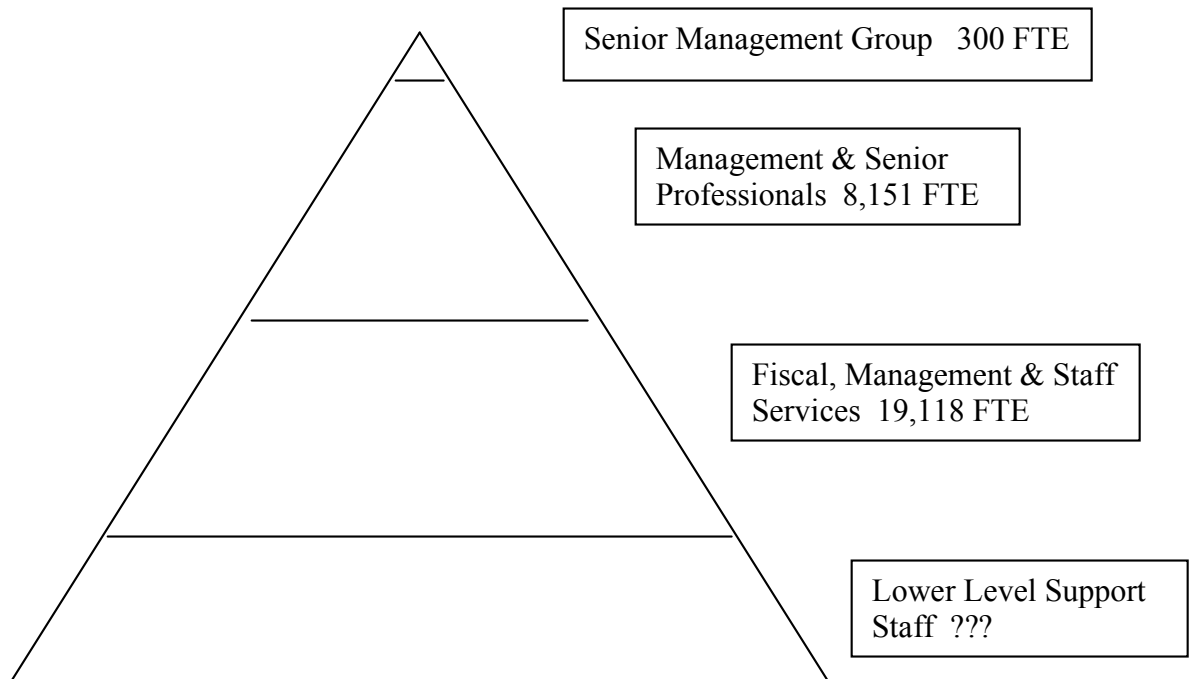 Senior Management Group 300 FTE
Management & Senior
Professionals 8,151 FTE
Fiscal, Management & Staff
Services 19,118 FTE
Lower Level Support
Staff ???